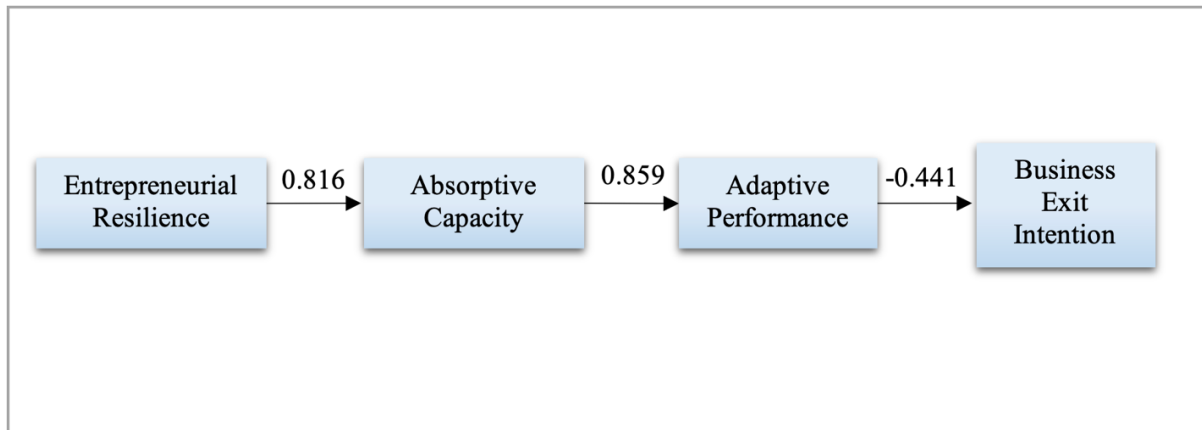 Entrepreneurial
Resilience
0.816
Absorptive
Capacity
0.859
Adaptive
Performance
-0.441
Business
Exit
Intention